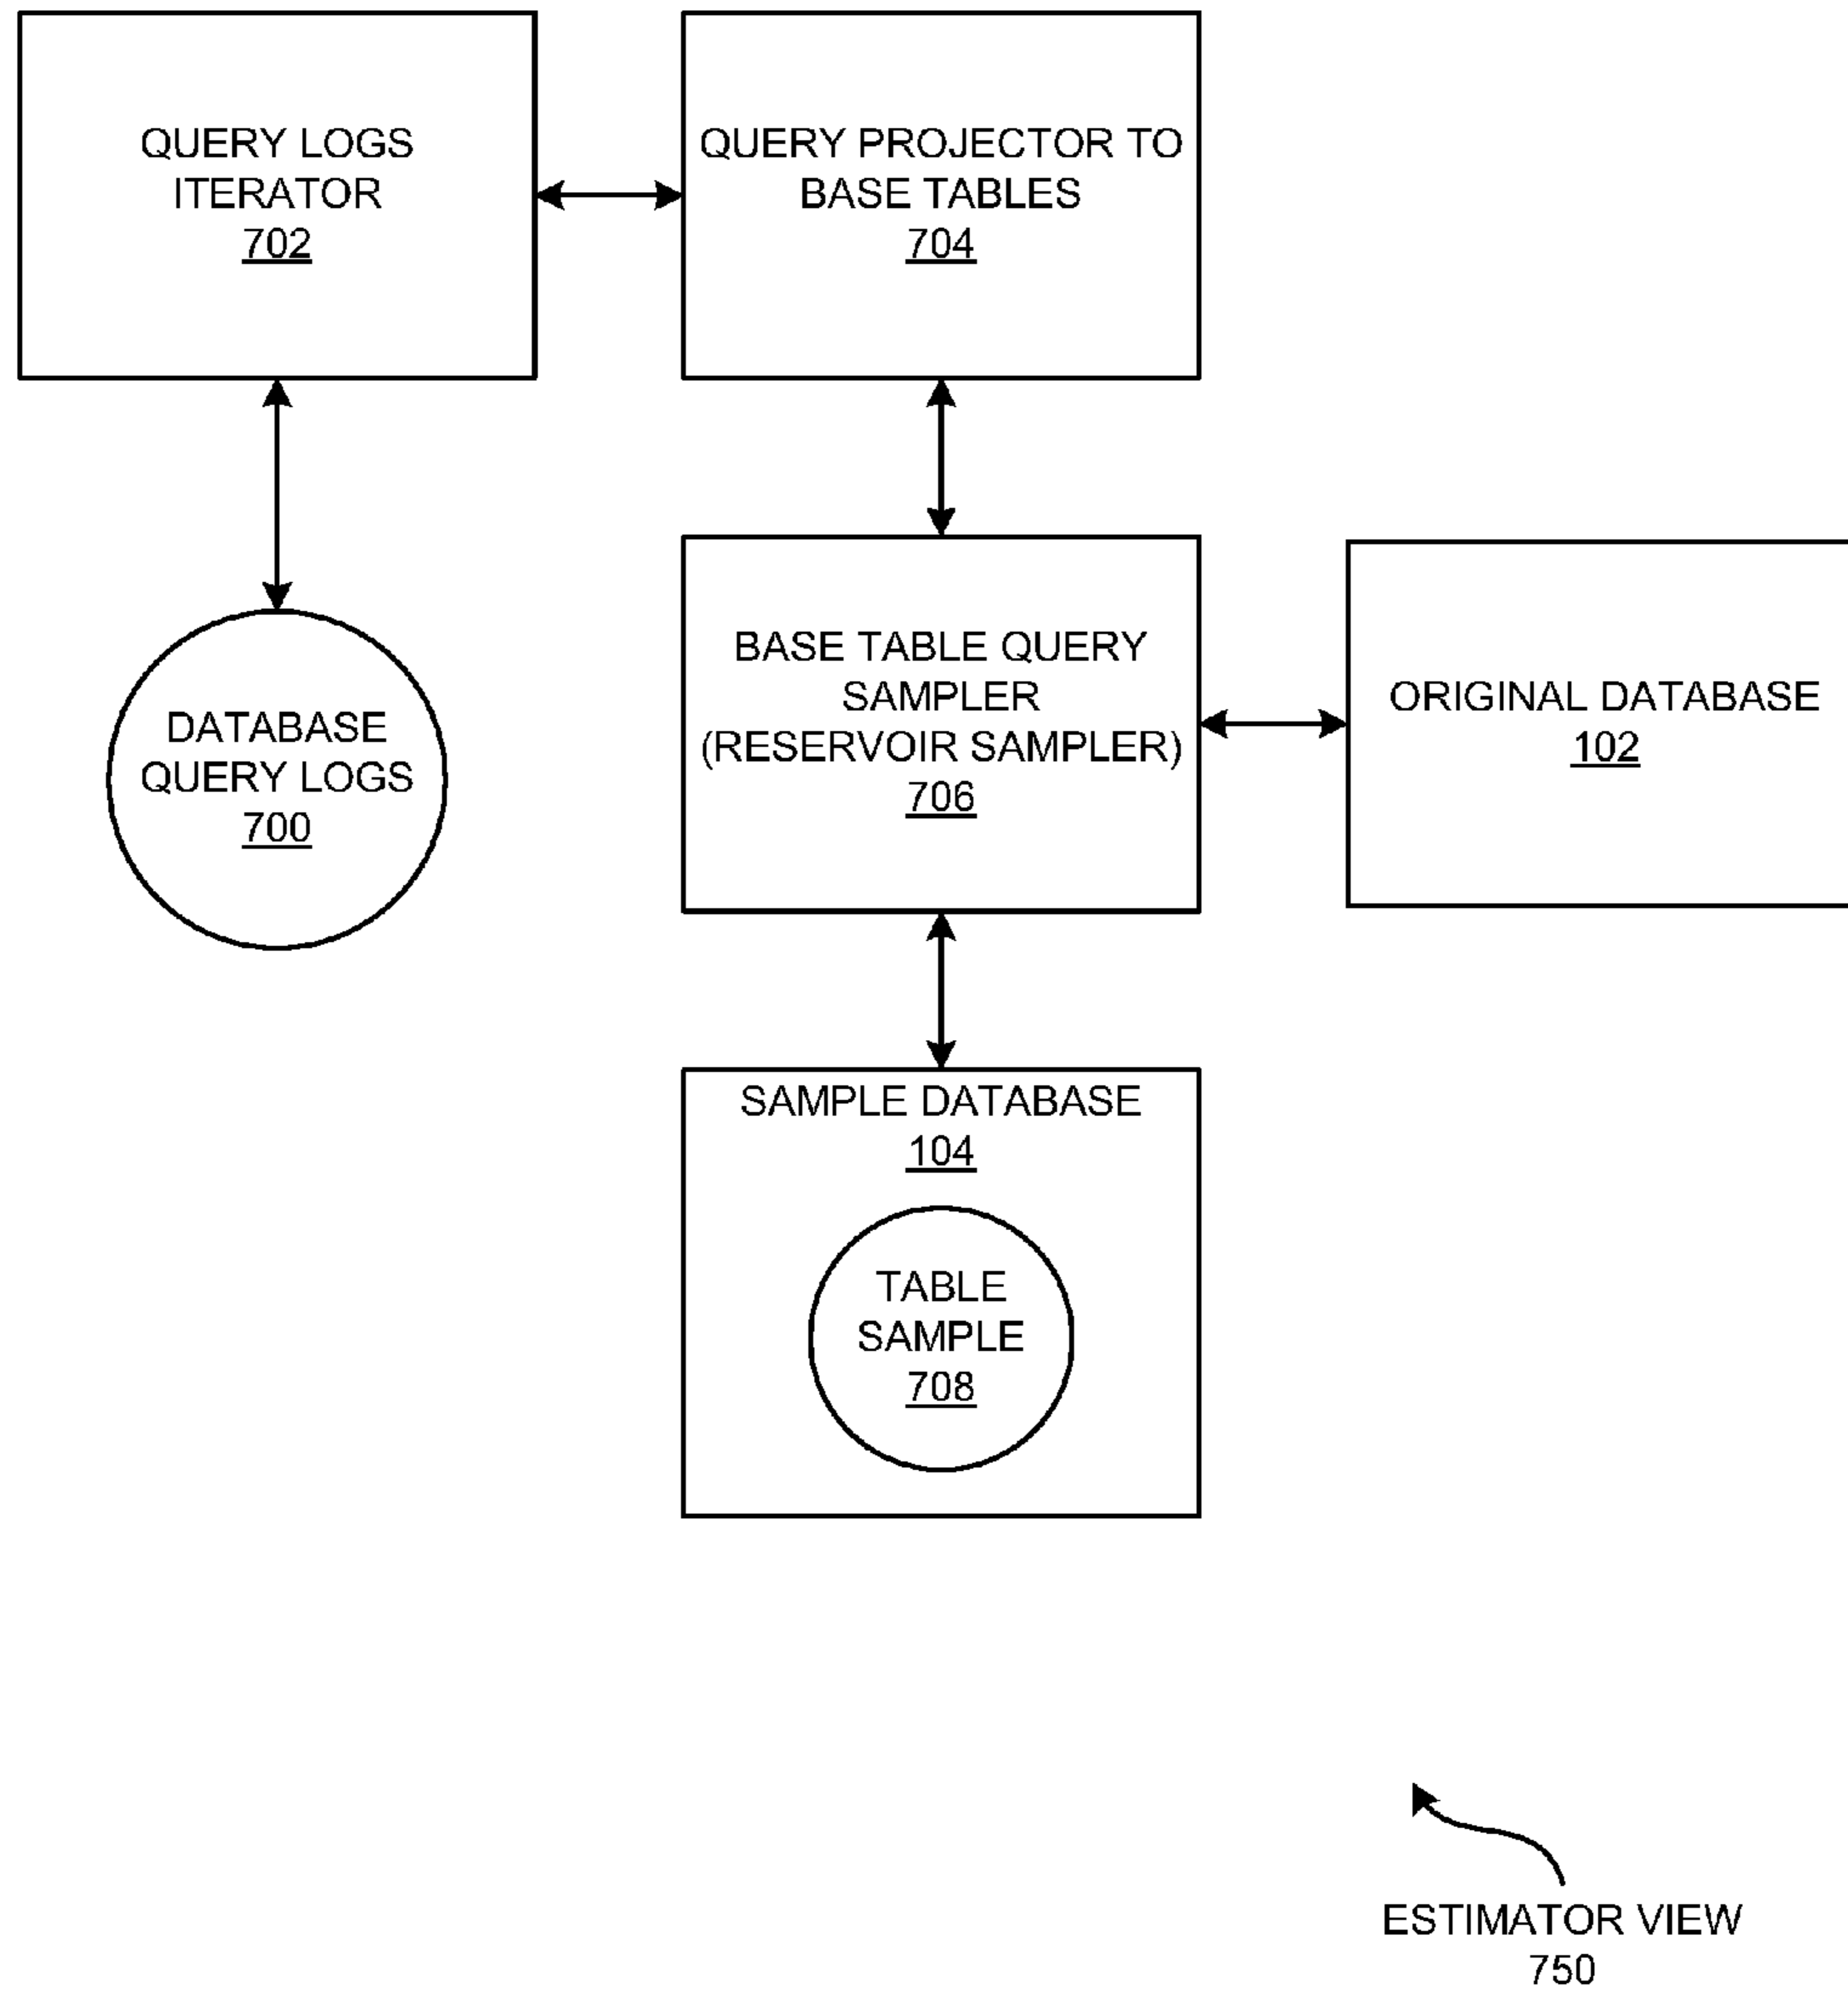 QUERY LOGS
ITERATOR
702
QUERY PROJECTOR TO
BASE TABLES
704
DATABASE
QUERY LOGS
700
BASE TABLE QUERY
SAMPLER
(RESERVOIR SAMPLER)
706
ORIGINAL DATABASE
102
SAMPLE DATABASE
104
TABLE
SAMPLE
708
ESTIMATOR VIEW
750